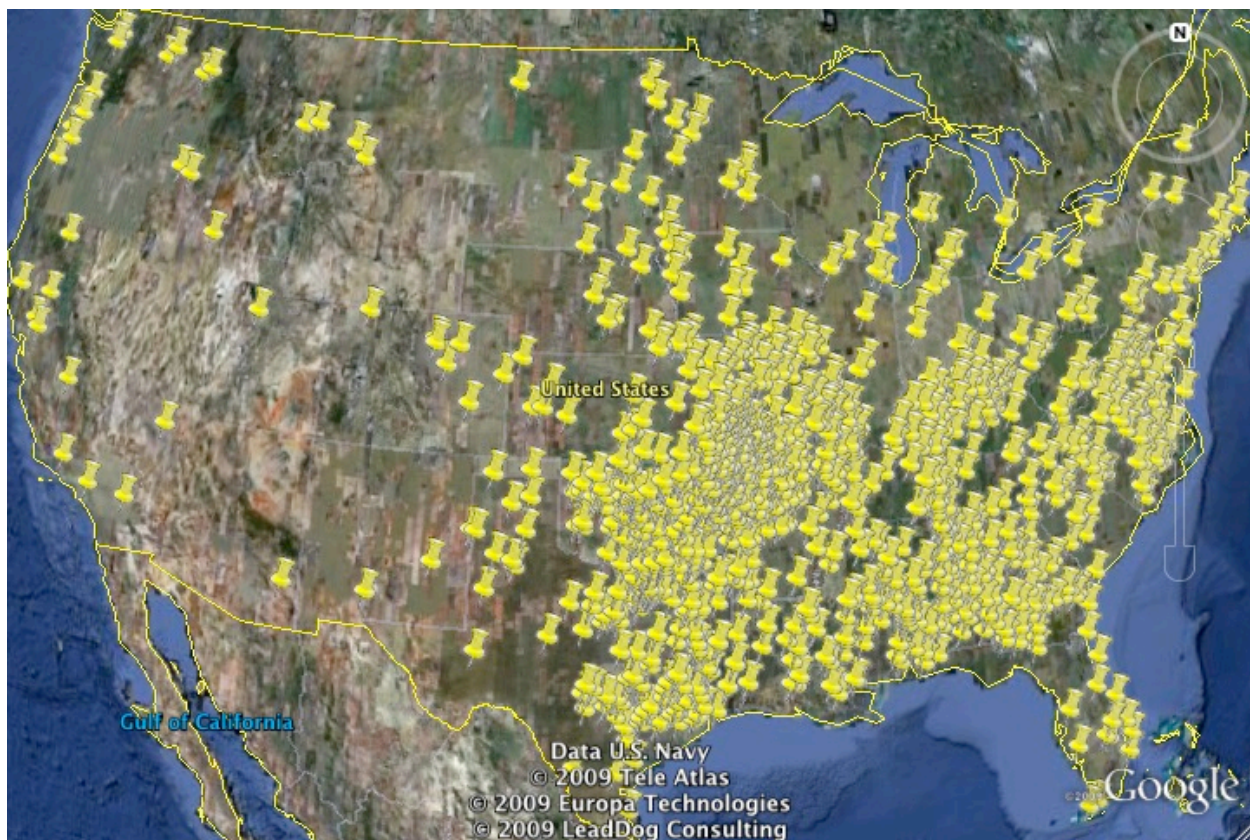 N
United States
Gulf of California
Data U.S. Navy
© 2009 Tele Atlas
© 2009 Europa Technologies
© 2009 LeadDog Consulting
Google